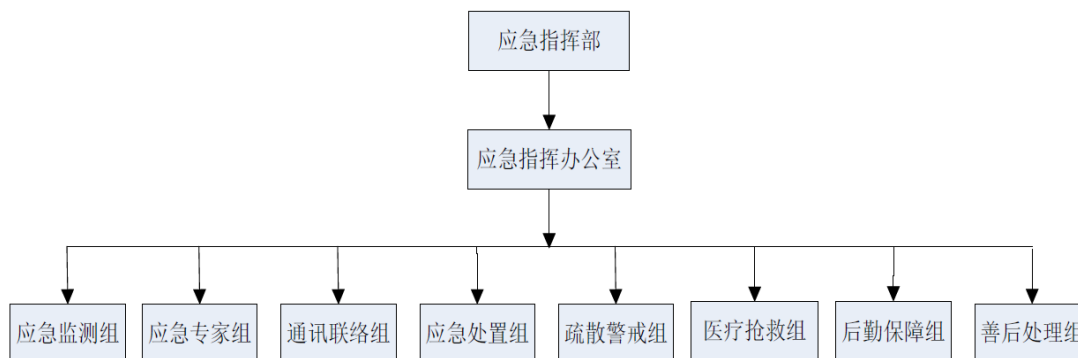 应急指挥部
应急指挥办公室
应急监测组
应急专家组
通讯联络组
应急处置组
疏散警戒组
医疗抢救组
后勤保障组
善后处理组